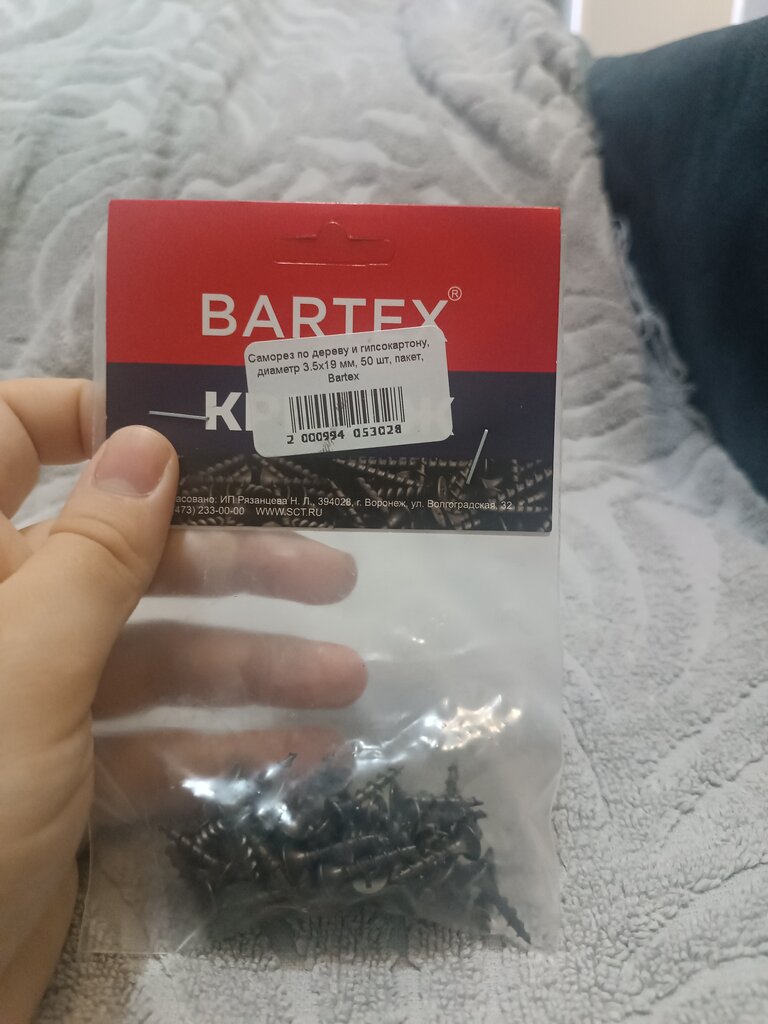 BARTEX®
Саморез по дереву и гипсокартону,
диаметр 3.5х19 мм, 50 шт, пакет,
Bartex
2 000994 053028
асовано: ИП Рязанцева Н. Л., 394028, г. Воронеж, ул. Волгоградская, 32
473) 233-00-00 WWW.SCT.RU